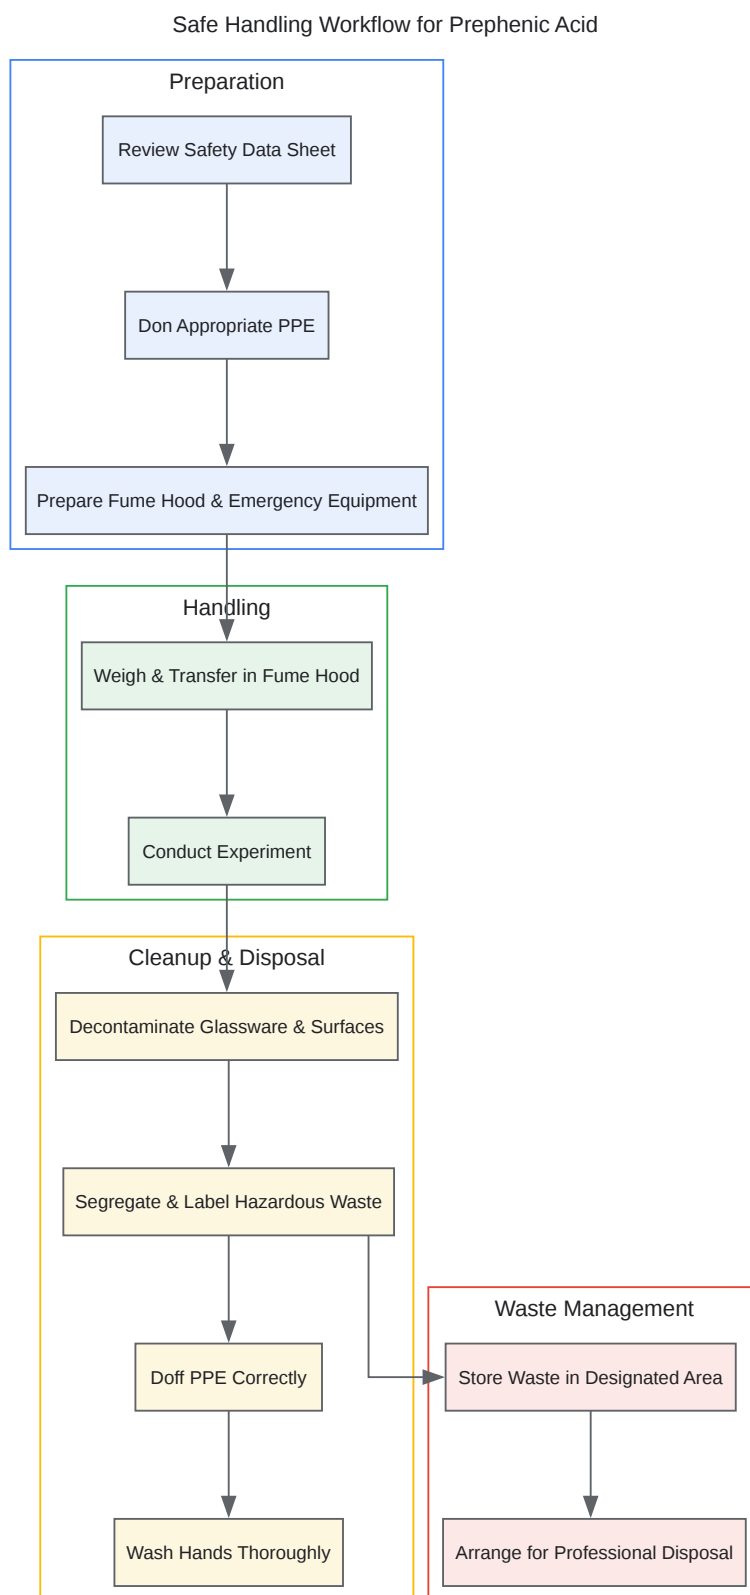 Safe Handling Workflow for Prephenic Acid
Preparation
Review Safety Data Sheet
Don Appropriate PPE
Prepare Fume Hood & Emergency Equipment
Handling
Weigh & Transfer in Fume Hood
Conduct Experiment
Cleanup & Disposal
Decontaminate Glassware & Surfaces
Segregate & Label Hazardous Waste
Doff PPE Correctly
Wash Hands Thoroughly
Waste Management
Store Waste in Designated Area
Arrange for Professional Disposal